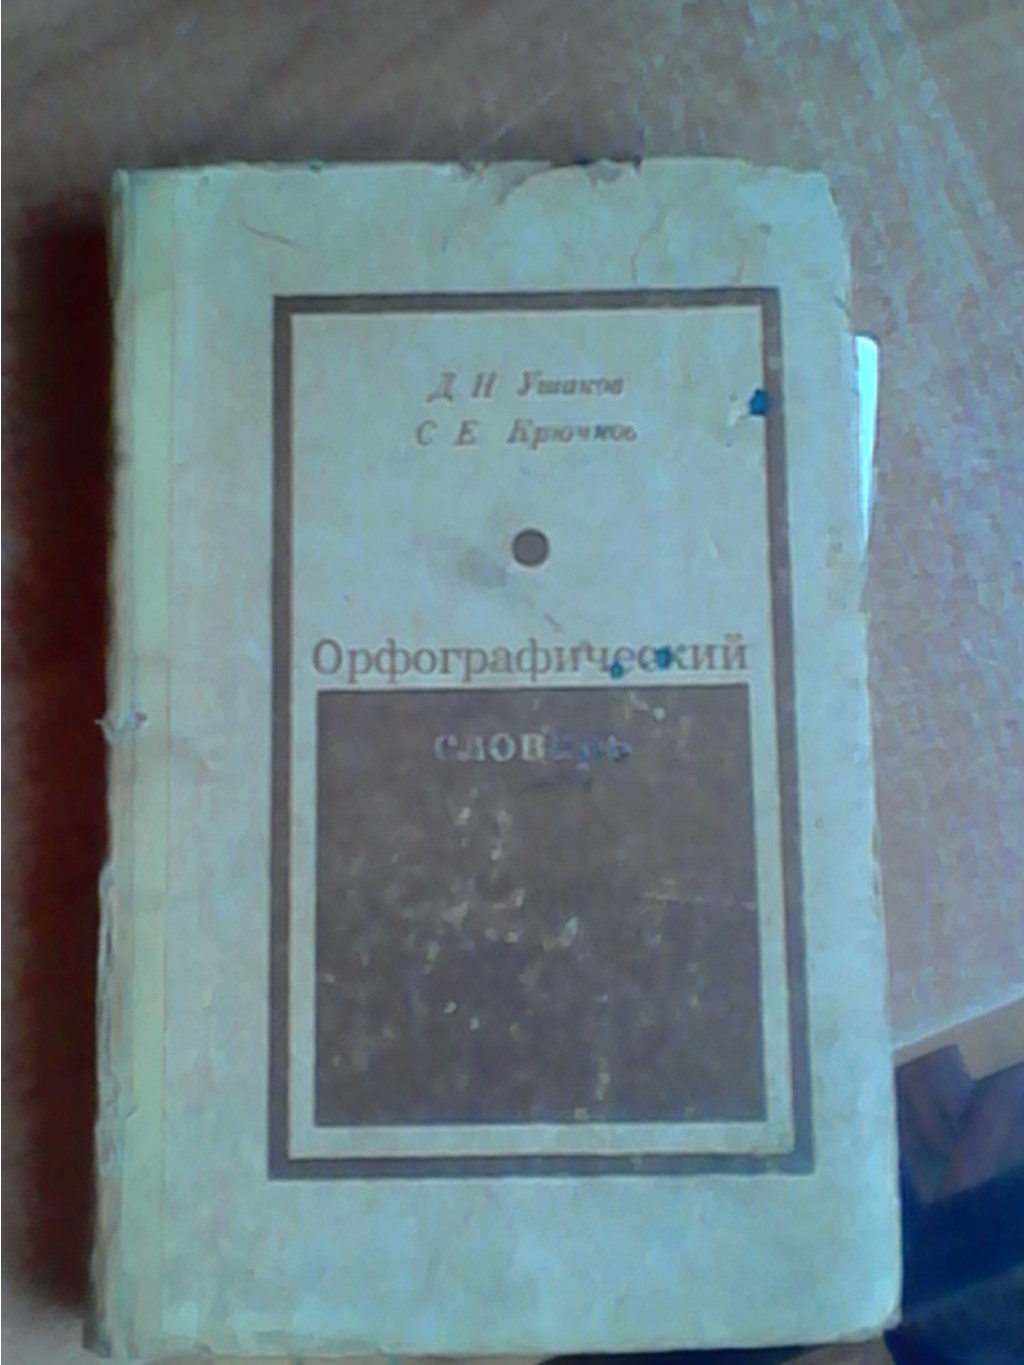 Д Н Ушаков
С Е Крючков
Орфографический
словарь